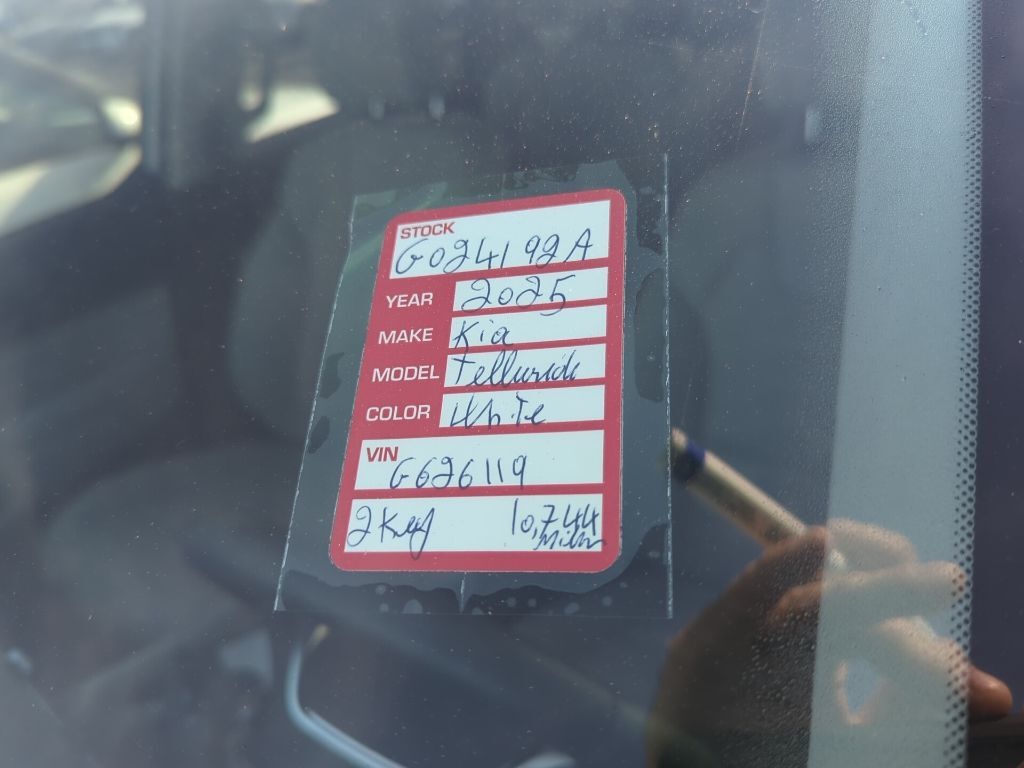 STOCK
G024192A
YEAR 2025
MAKE Kia
MODEL Telluride
COLOR White
VIN
G626119
2 Key 10,744
Miles